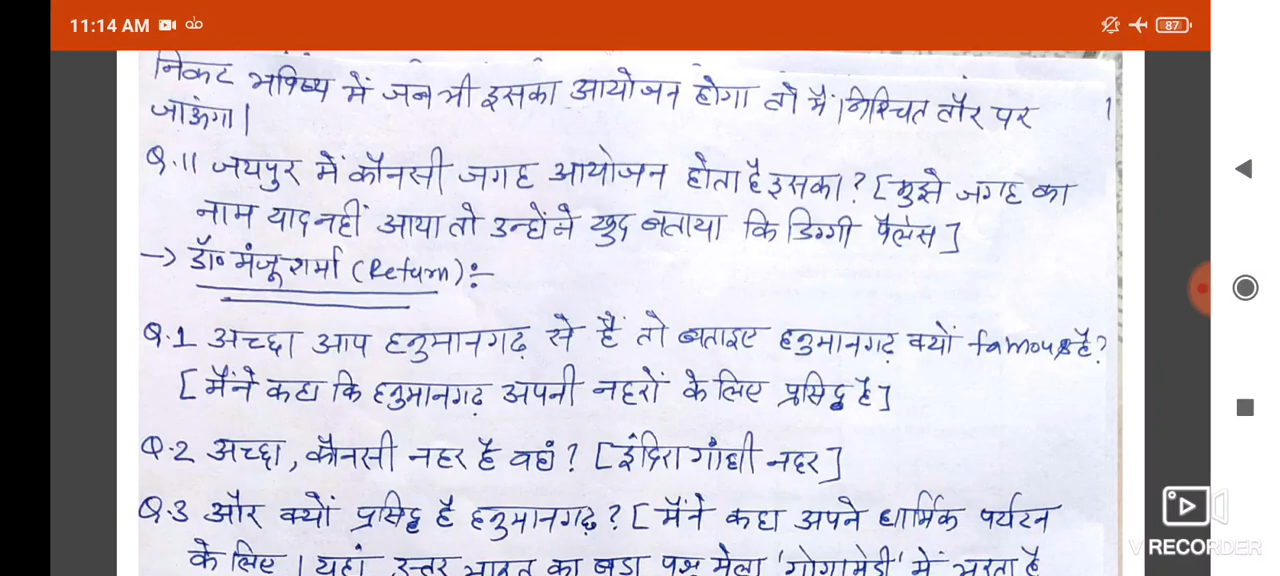 11:14 AM
87
निकट भविष्य में जब भी इसका आयोजन होगा तो मैं निश्चित तौर पर
जाऊंगा।
Q.11 जयपुर में कौनसी जगह आयोजन होता है इसका? [मुझे जगह का
नाम याद नहीं आया तो उन्होंने खुद बताया कि डिग्गी पैलेस]
→ डॉ॰ मंजू शर्मा (Return):-
Q.1 अच्छा आप हनुमानगढ़ से हैं तो बताइए हनुमानगढ़ क्यों famous है?
[मैंने कहा कि हनुमानगढ़ अपनी नहरों के लिए प्रसिद्ध है]
Q.2 अच्छा, कौनसी नहर है वहां? [इंदिरा गांधी नहर]
Q.3 और क्यों प्रसिद्ध है हनुमानगढ़? [मैंने कहा अपने धार्मिक पर्यटन
के लिए। यहां उत्तर भारत का बड़ा पशु मेला 'गोगामेडी' में भरता है
V RECORDER